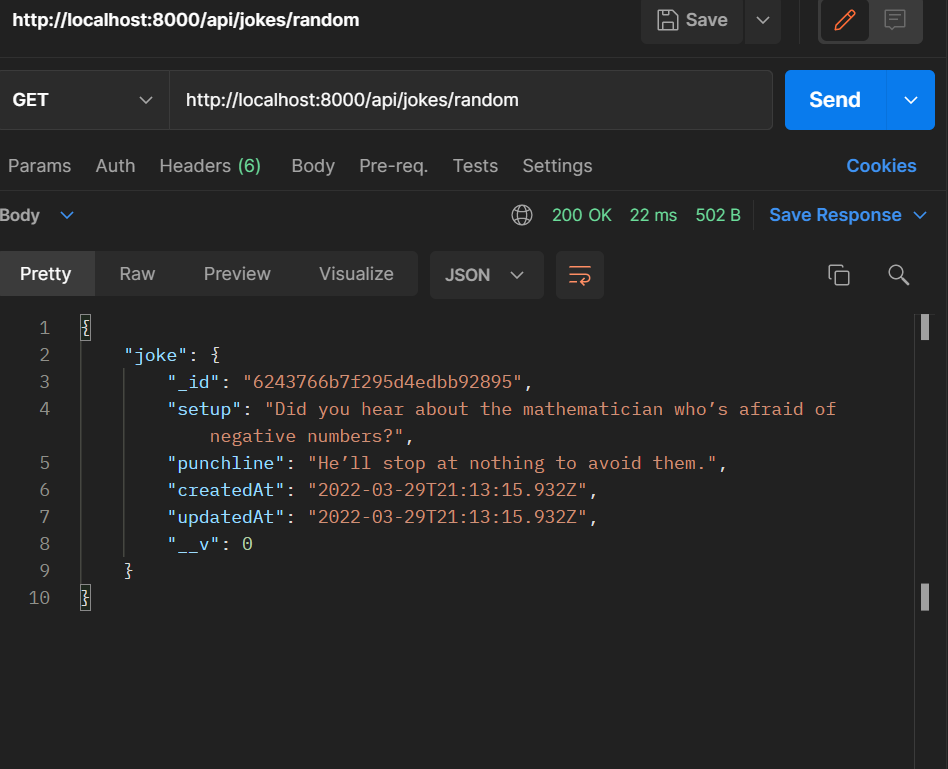 http://localhost:8000/api/jokes/random
Save
GET
http://localhost:8000/api/jokes/random
Send
Params Auth Headers (6) Body Pre-req. Tests Settings Cookies
Body 200 OK 22 ms 502 B Save Response
Pretty Raw Preview Visualize JSON
1 {
2 "joke": {
3 "_id": "6243766b7f295d4edbb92895",
4 "setup": "Did you hear about the mathematician who’s afraid of
negative numbers?",
5 "punchline": "He’ll stop at nothing to avoid them.",
6 "createdAt": "2022-03-29T21:13:15.932Z",
7 "updatedAt": "2022-03-29T21:13:15.932Z",
8 "__v": 0
9 }
10 }